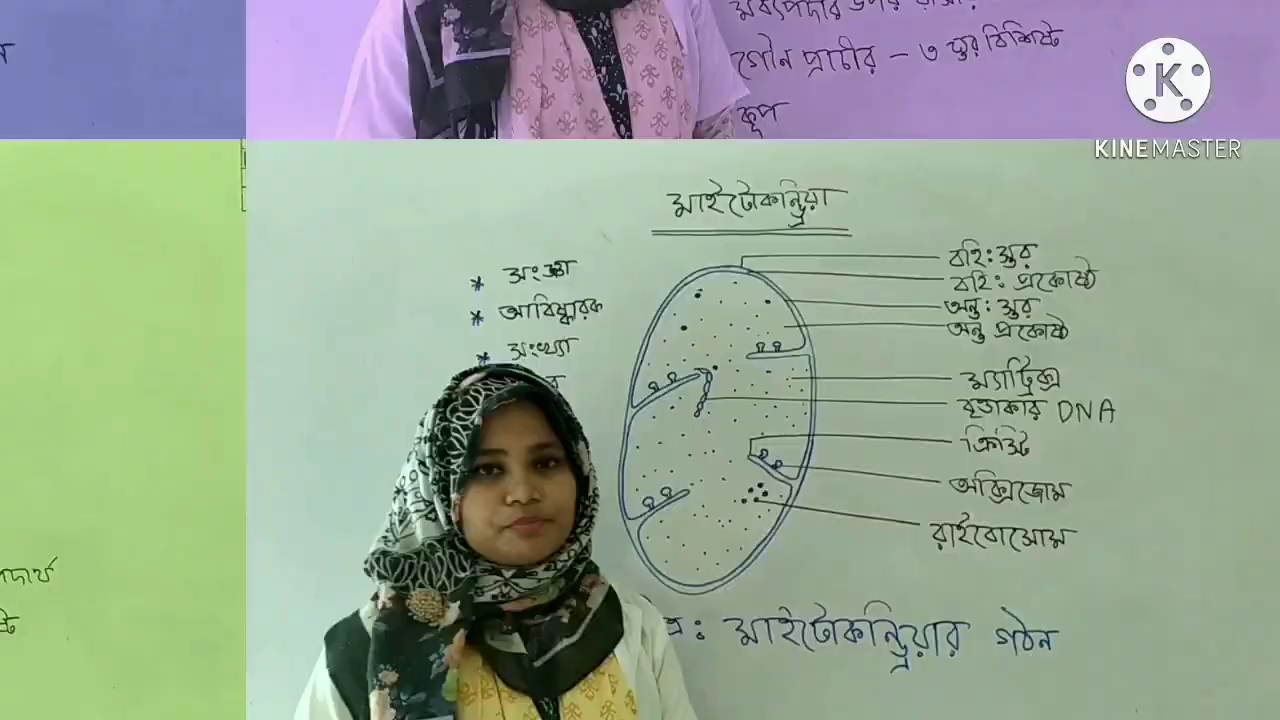 গৌন প্রাচীর - ৩ স্তর বিশিষ্ট
কূপ
K
KINEMASTER
মাইটোকন্ড্রিয়া
* সংজ্ঞা
* আবিষ্কারক
* সংখ্যা
বহিঃস্তর
বহিঃ প্রকোষ্ঠ
অন্তঃ স্তর
অন্ত প্রকোষ্ঠ
ম্যাট্রিক্স
বৃত্তাকার DNA
ক্রিস্টি
অক্সিজোম
রাইবোসোম
মাইটোকন্ড্রিয়ার গঠন